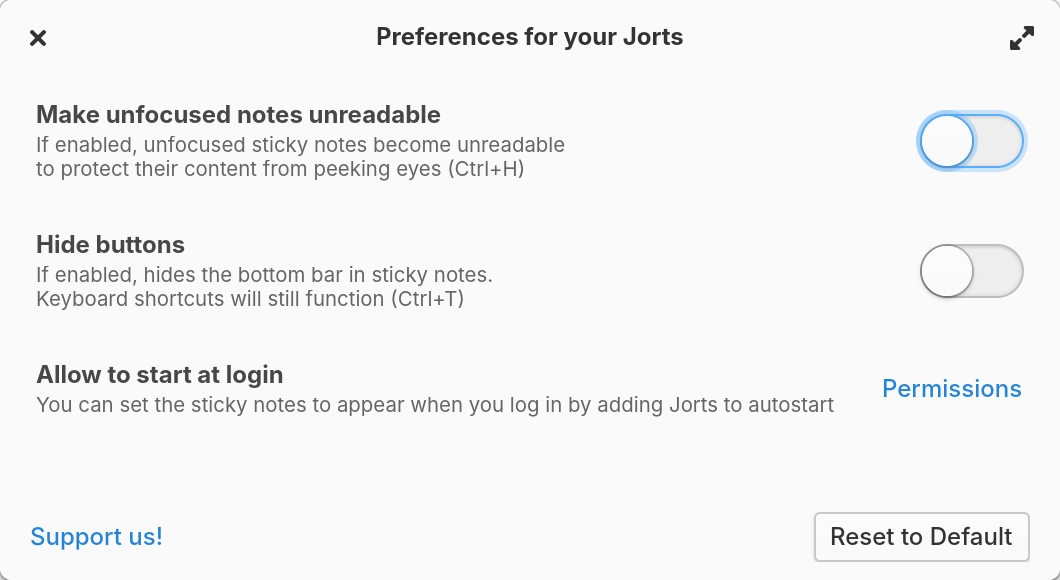 Preferences for your Jorts
Make unfocused notes unreadable
If enabled, unfocused sticky notes become unreadable
to protect their content from peeking eyes (Ctrl+H)
Hide buttons
If enabled, hides the bottom bar in sticky notes.
Keyboard shortcuts will still function (Ctrl+T)
Allow to start at login
You can set the sticky notes to appear when you log in by adding Jorts to autostart
Permissions
Support us!
Reset to Default